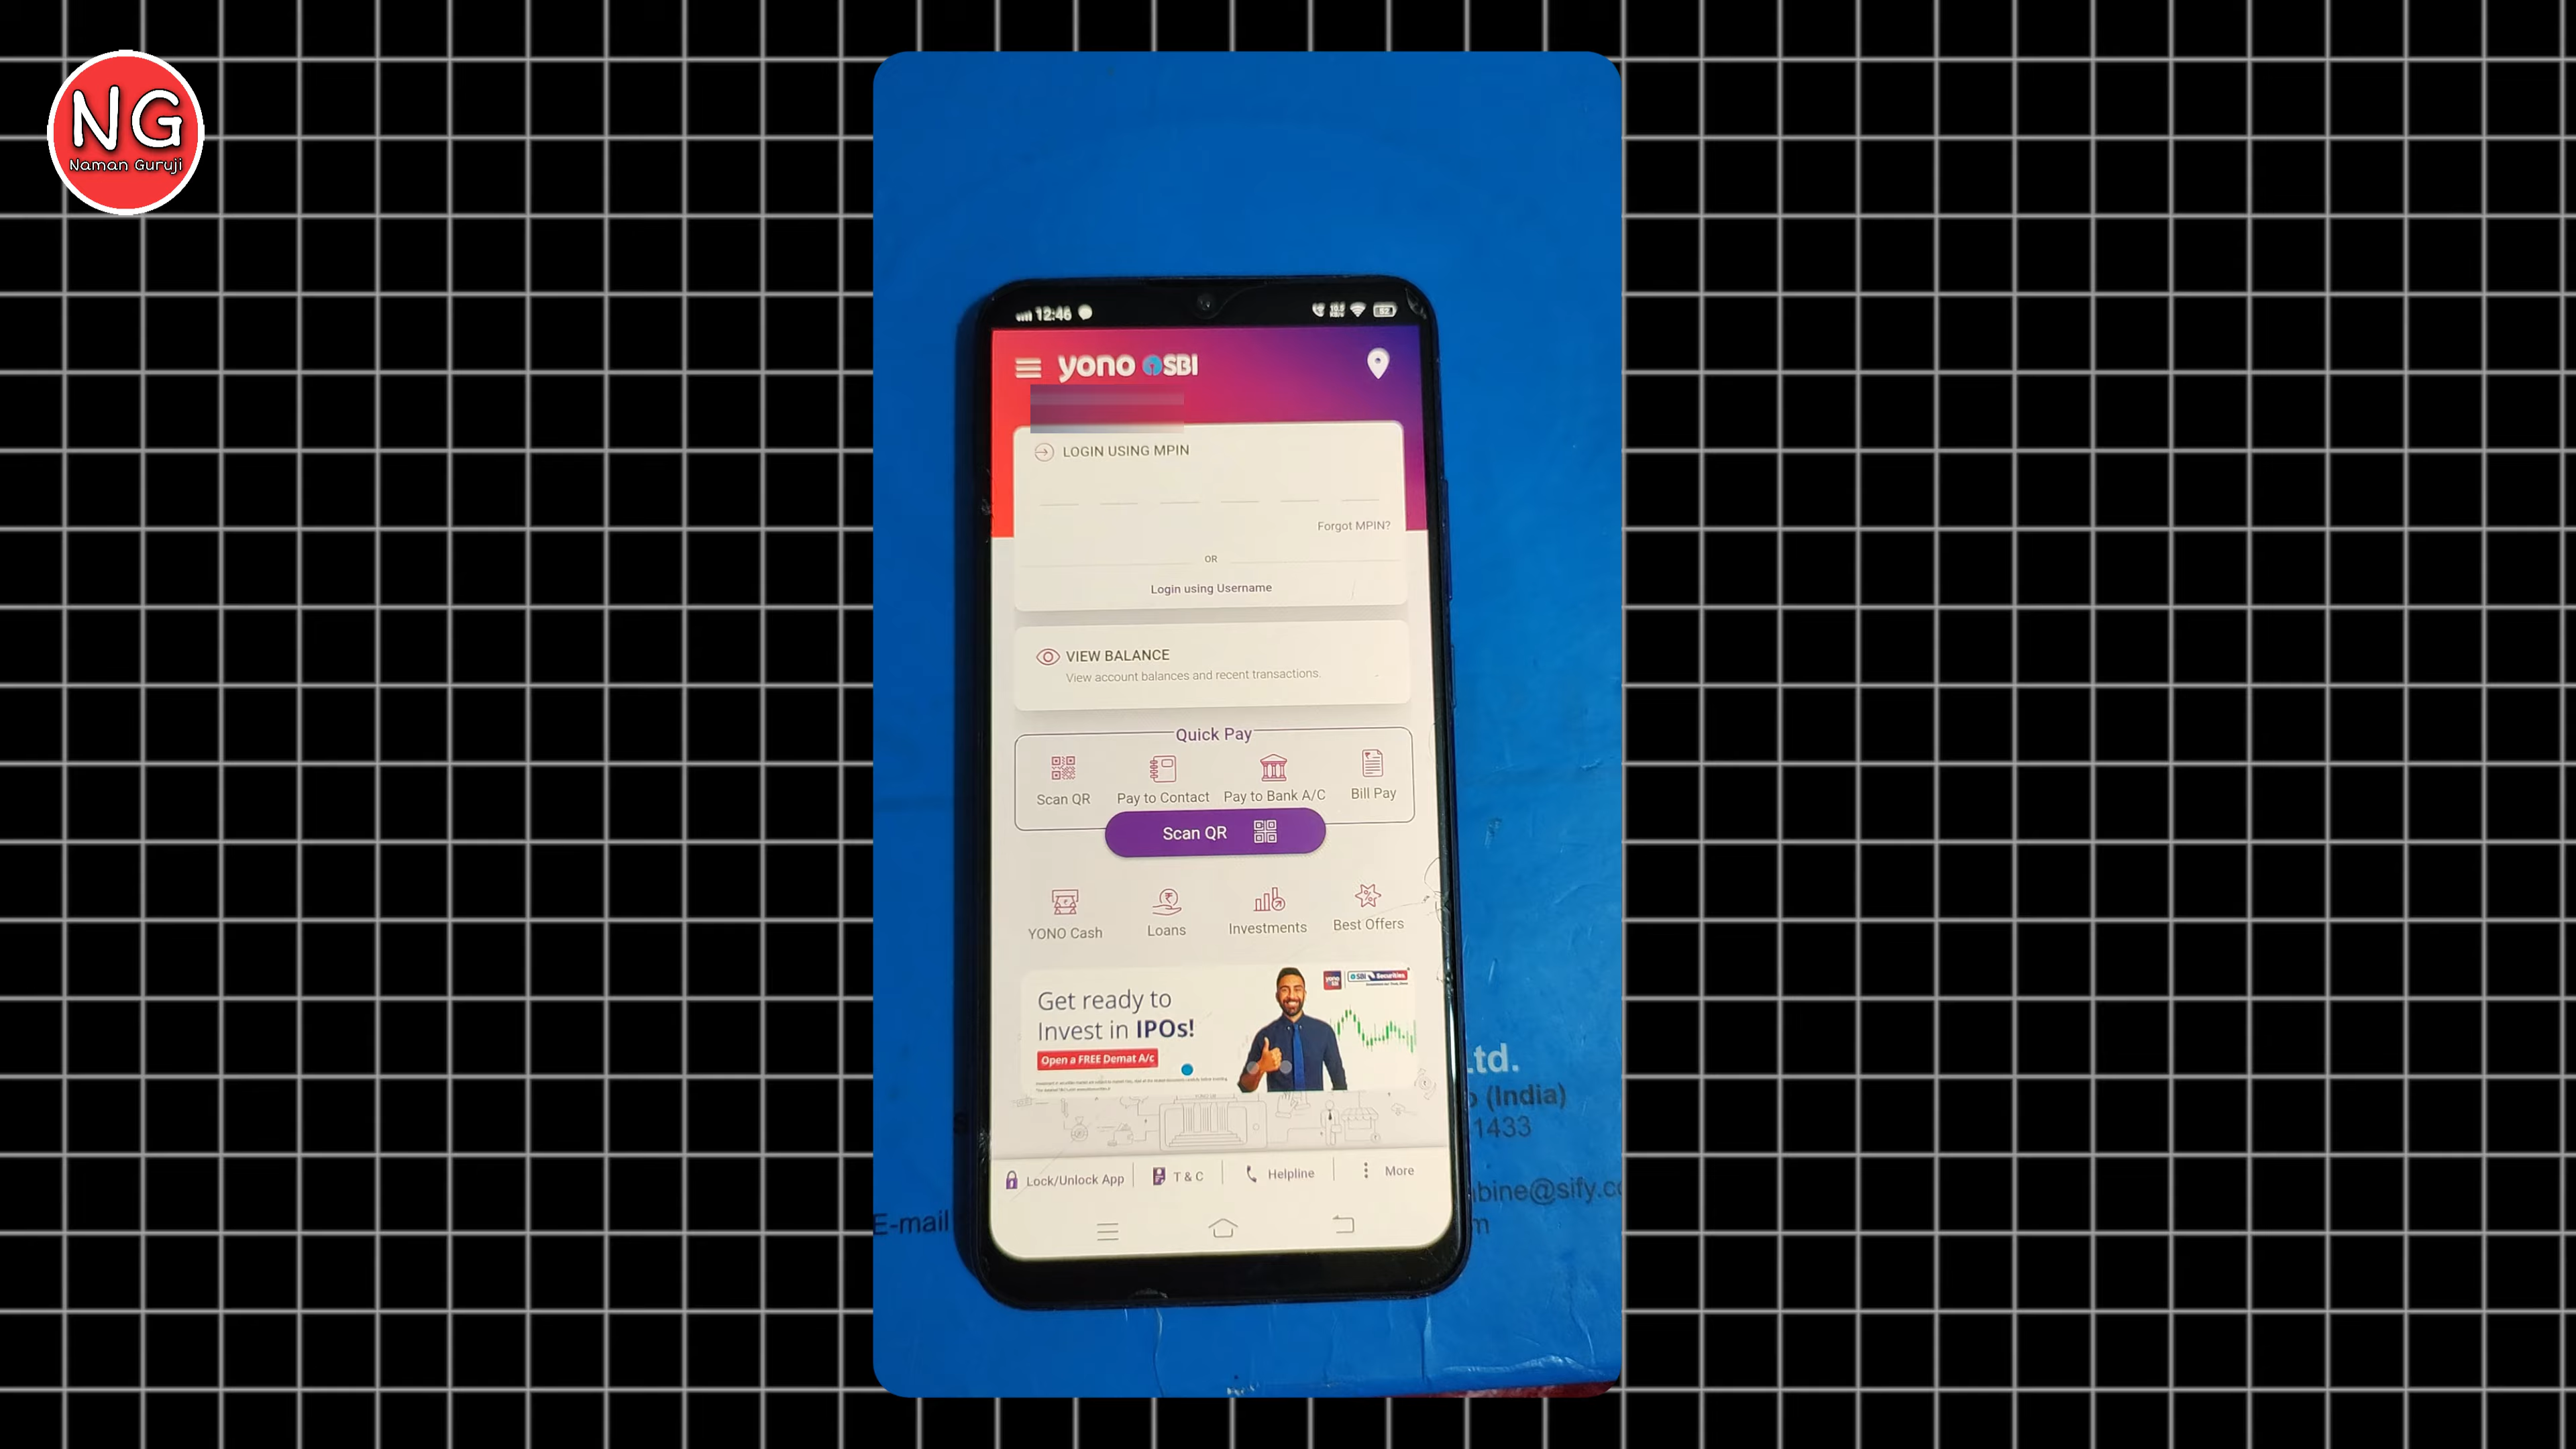 NG
Naman Guruji
12:46
yono SBI
LOGIN USING MPIN
Forgot MPIN?
OR
Login using Username
VIEW BALANCE
View account balances and recent transactions.
Quick Pay
Scan QR
Pay to Contact
Pay to Bank A/C
Bill Pay
Scan QR
YONO Cash
Loans
Investments
Best Offers
Get ready to
Invest in IPOs!
Open a FREE Demat A/c
SBI Securities
Lock/Unlock App
T & C
Helpline
More
td.
(India)
1433
bine@sify.co
E-mail
m